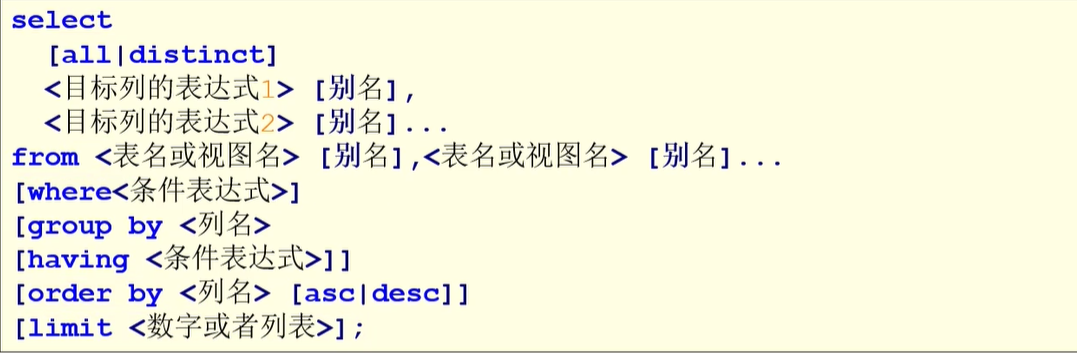 select
[all|distinct]
<目标列的表达式1> [别名],
<目标列的表达式2> [别名]...
from <表名或视图名> [别名],<表名或视图名> [别名]...
[where<条件表达式>]
[group by <列名>
[having <条件表达式>]]
[order by <列名> [asc|desc]]
[limit <数字或者列表>];